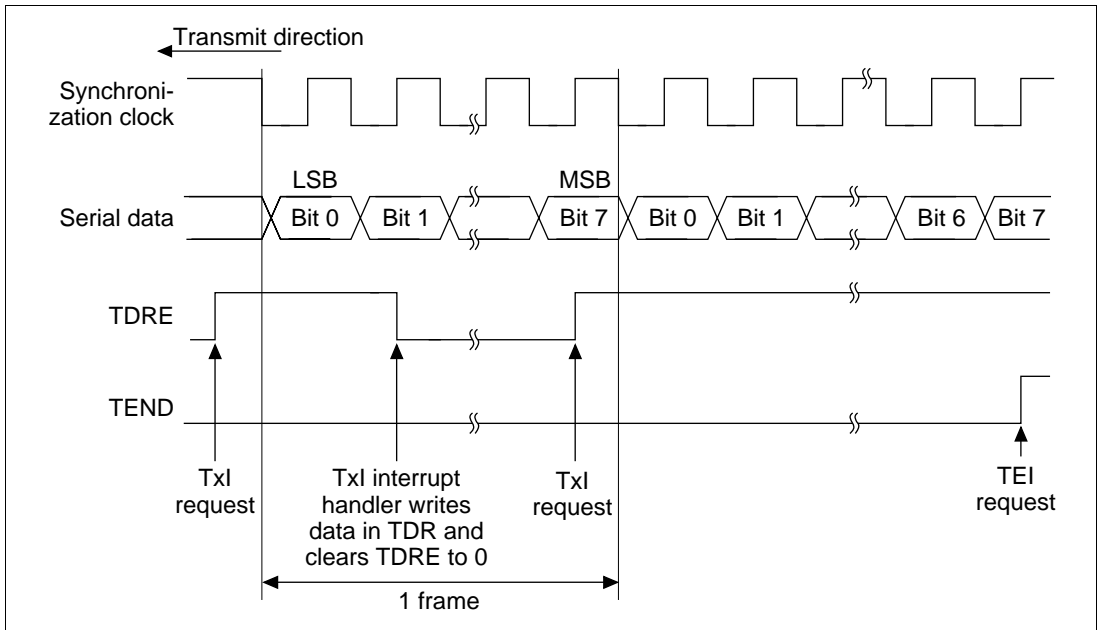 Transmit direction
Synchroni-
zation clock
LSB
MSB
Serial data
Bit 0
Bit 1
Bit 7
Bit 0
Bit 1
Bit 6
Bit 7
TDRE
TEND
TxI
request
TxI interrupt
handler writes
data in TDR and
clears TDRE to 0
TxI
request
TEI
request
1 frame